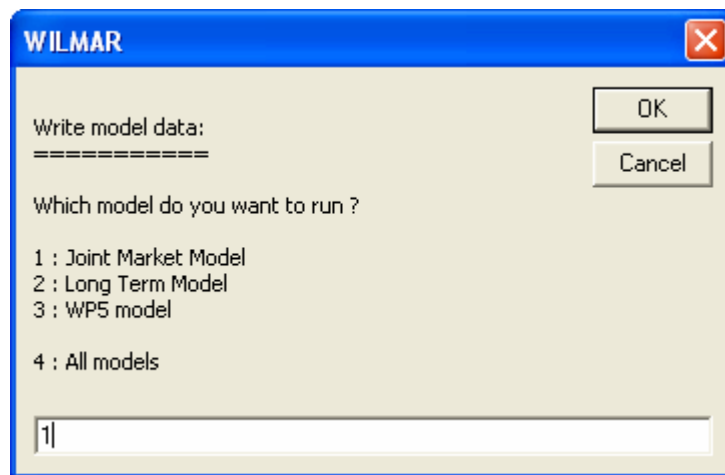 WILMAR
OK
Write model data:
===========
Cancel
Which model do you want to run ?
1 : Joint Market Model
2 : Long Term Model
3 : WP5 model
4 : All models
1